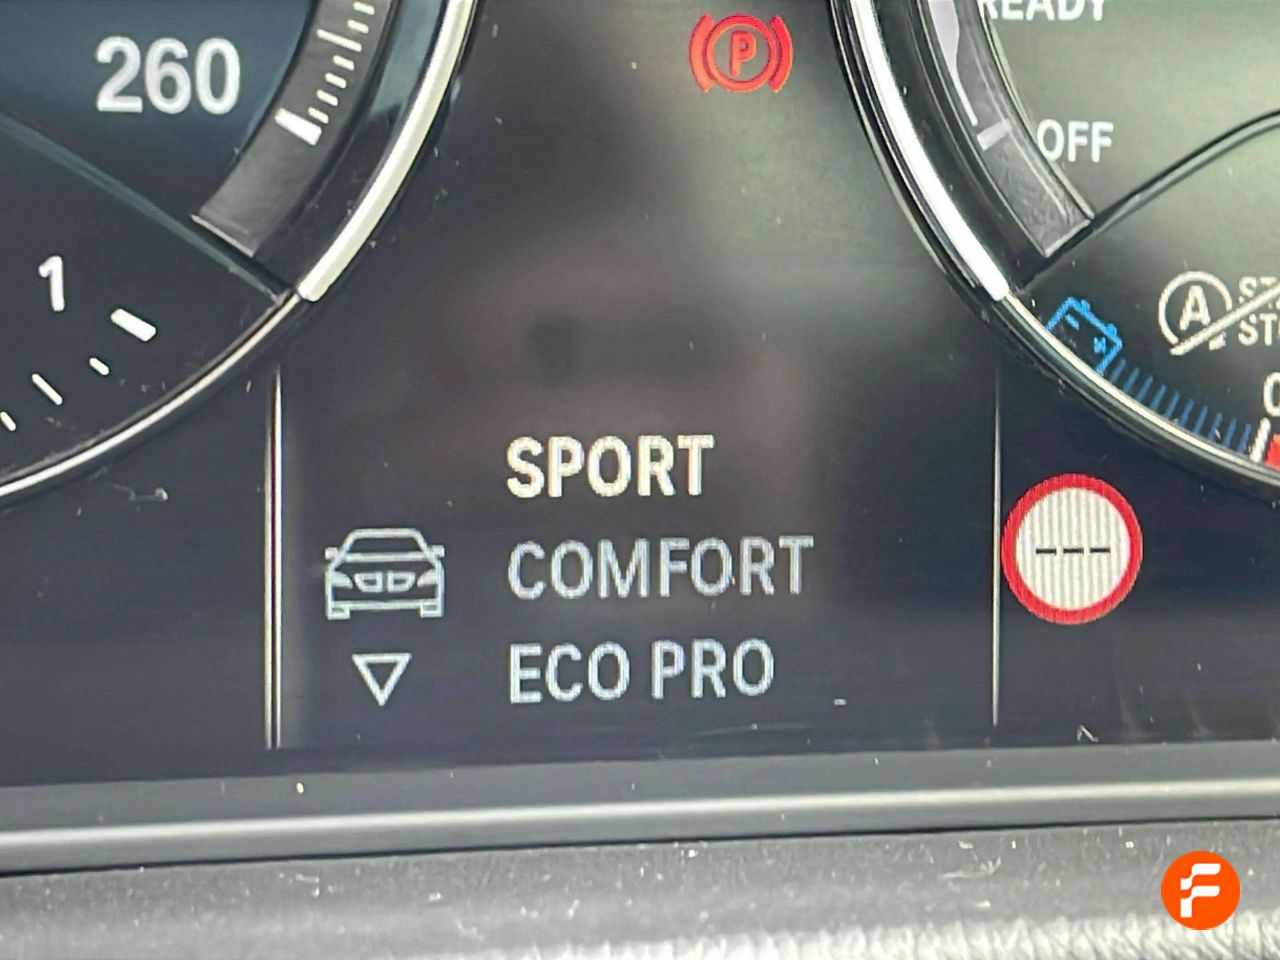 READY
260
P
OFF
1
A
SPORT
COMFORT
ECO PRO
---